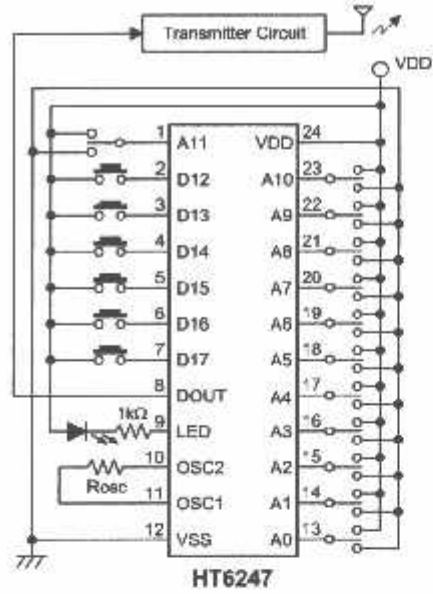 Transmitter Circuit
VDD
1 A11 VDD 24
2 D12 A10 23
3 D13 A9 22
4 D14 A8 21
5 D15 A7 20
6 D16 A6 19
7 D17 A5 18
8 DOUT A4 17
1kΩ 9 LED A3 16
10 OSC2 A2 15
Rosc 11 OSC1 A1 14
12 VSS A0 13
HT6247